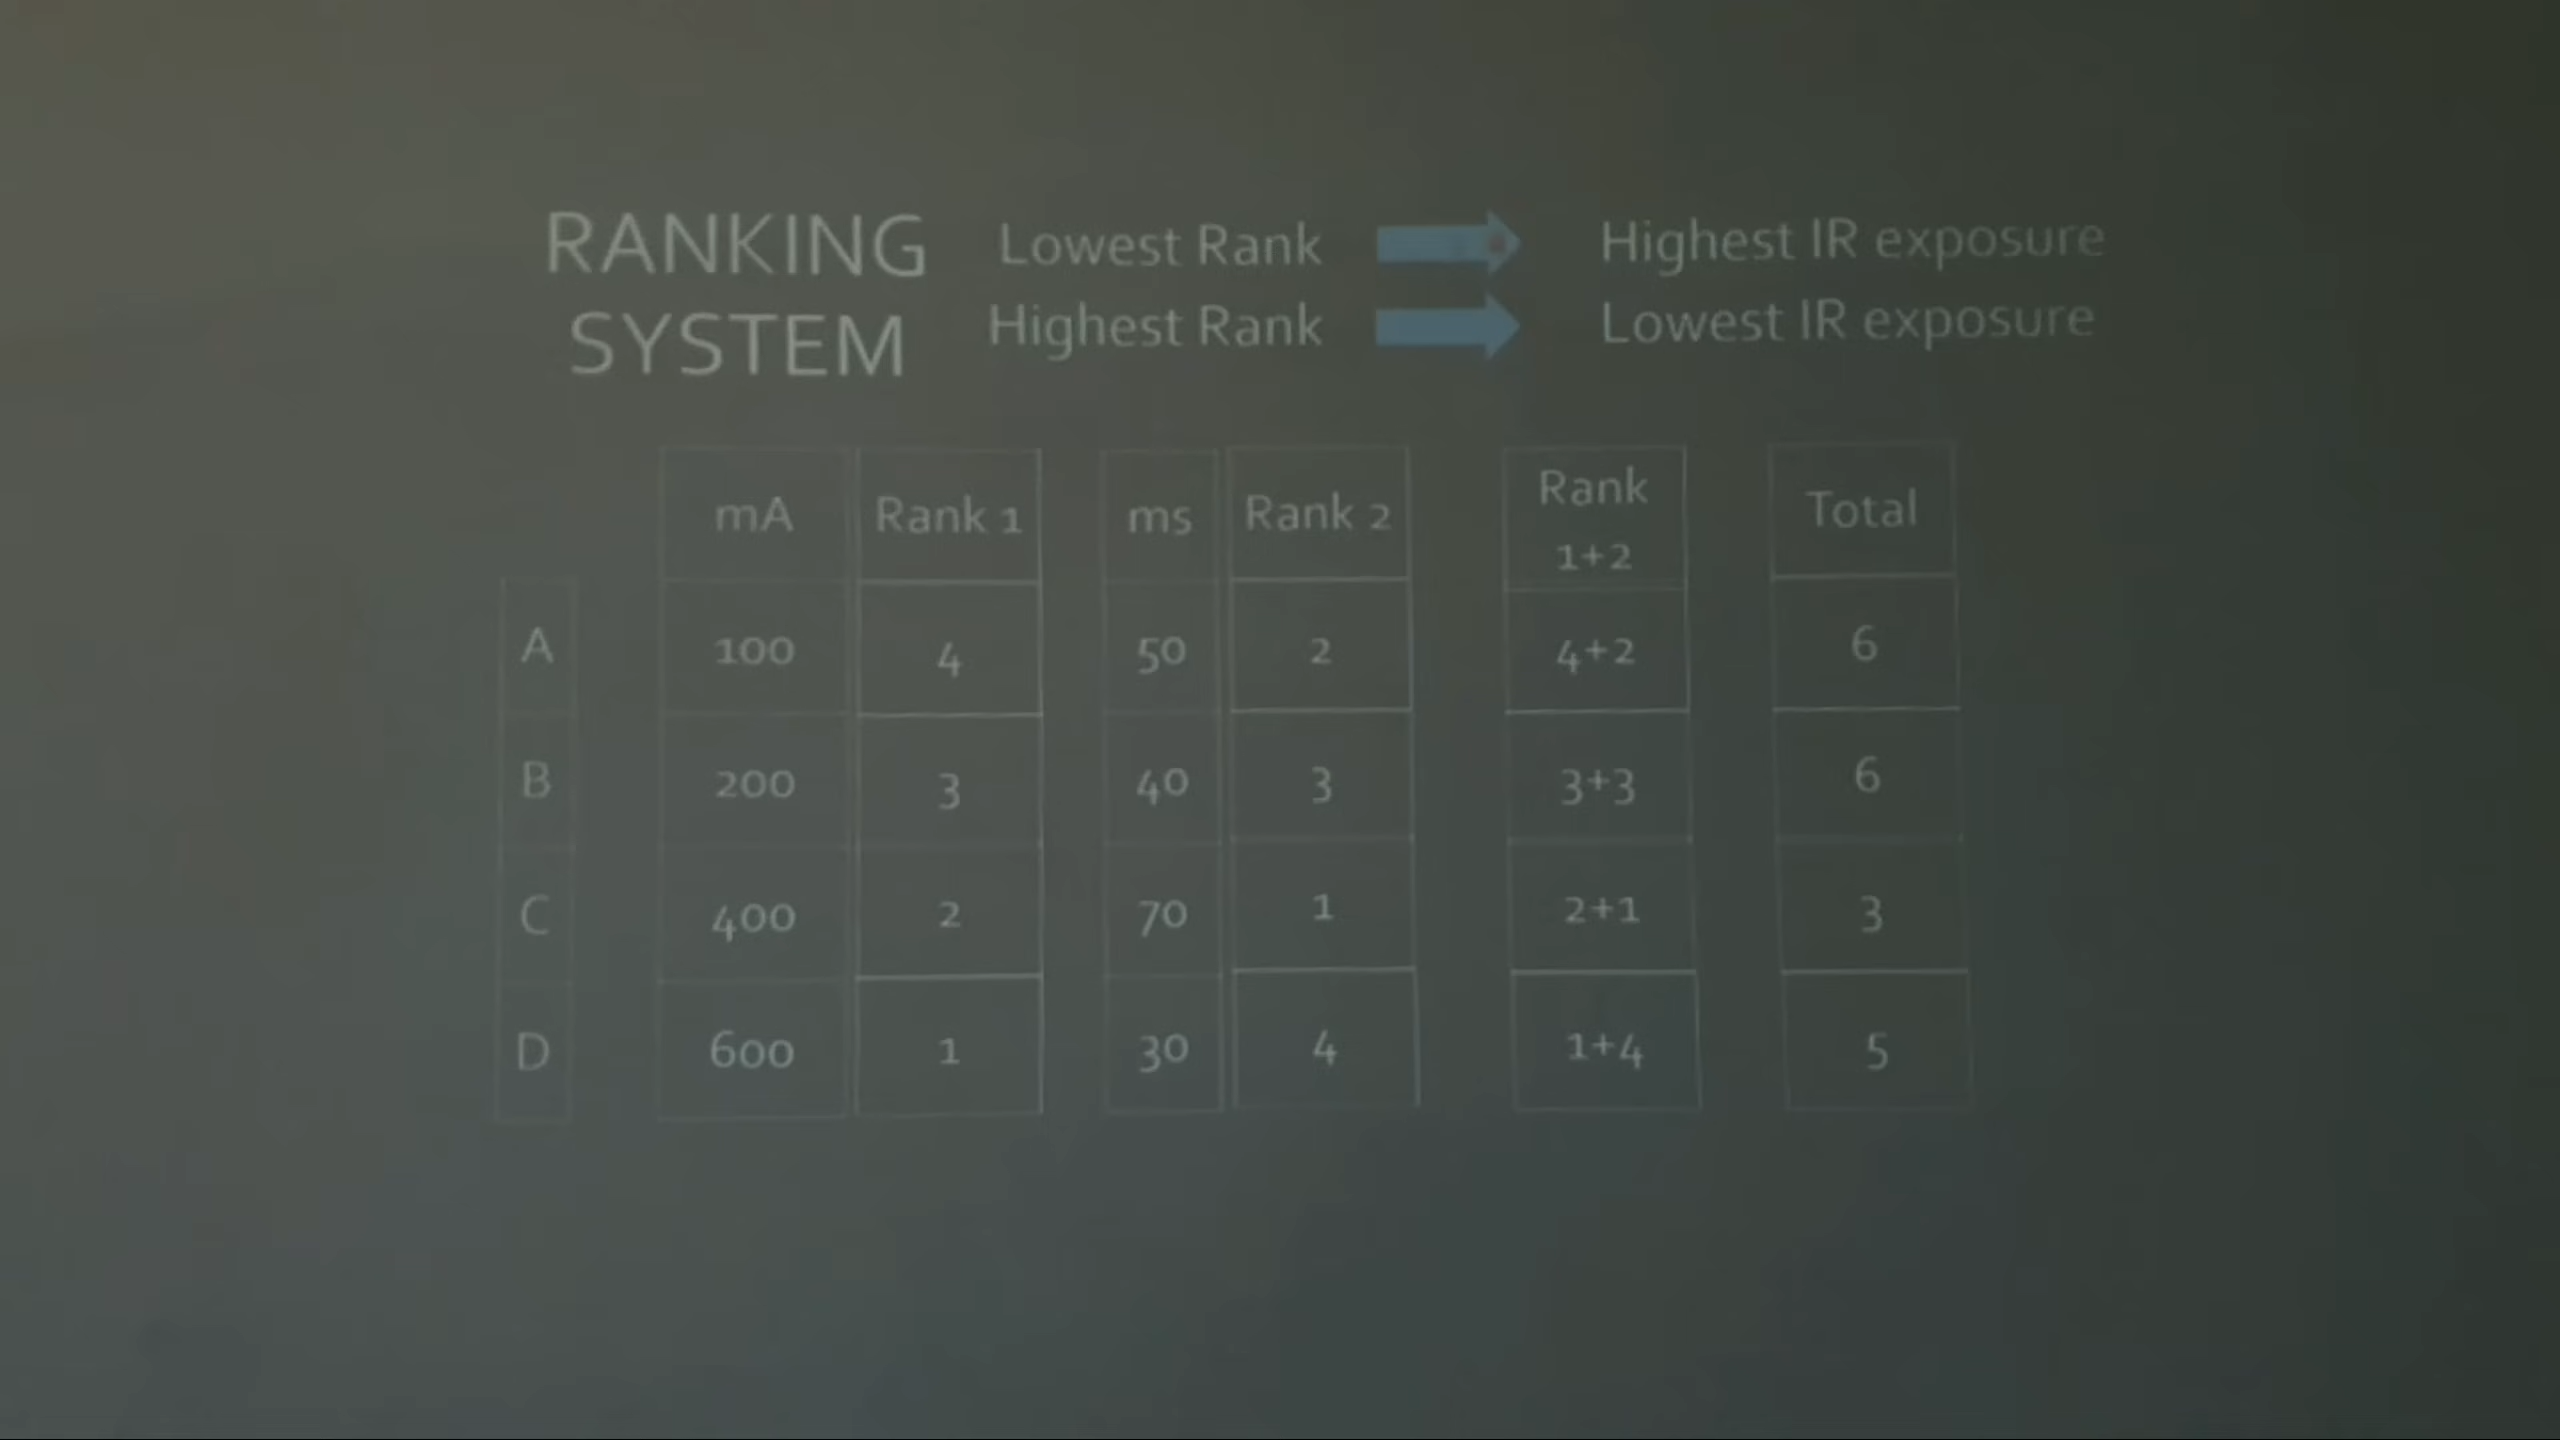 RANKING
SYSTEM
Lowest Rank Highest IR exposure
Highest Rank Lowest IR exposure
mA Rank 1 ms Rank 2 Rank 1+2 Total
A 100 4 50 2 4+2 6
B 200 3 40 3 3+3 6
C 400 2 70 1 2+1 3
D 600 1 30 4 1+4 5